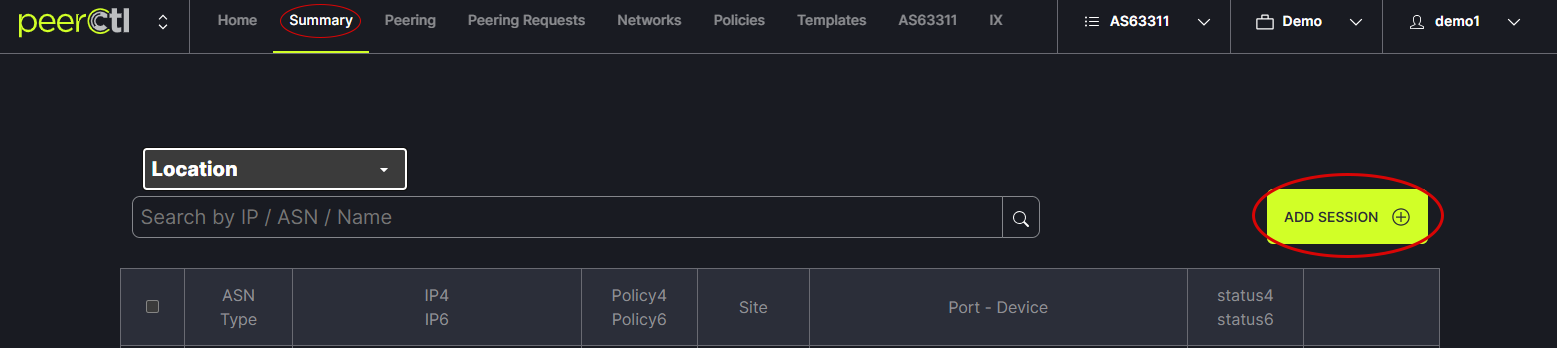 peerCtl Home Summary Peering Peering Requests Networks Policies Templates AS63311 IX AS63311 Demo demo1
Location
Search by IP / ASN / Name
ADD SESSION
ASN IP4 Policy4 Site Port - Device status4
Type IP6 Policy6 status6